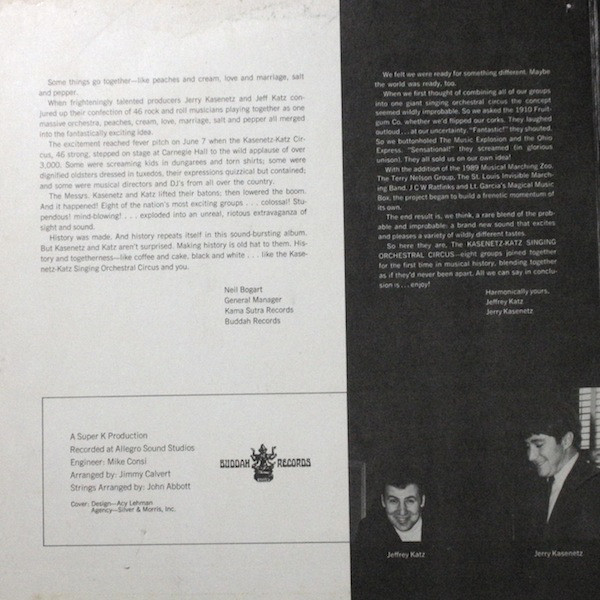 Some things go together—like peaches and cream, love and marriage, salt
and pepper.
When frighteningly talented producers Jerry Kasenetz and Jeff Katz con-
jured up their confection of 46 rock and roll musicians playing together as one
massive orchestra, peaches, cream, love, marriage, salt and pepper all merged
into the fantastically exciting idea.
The excitement reached fever pitch on June 7 when the Kasenetz-Katz Cir-
cus, 46 strong, stepped on stage at Carnegie Hall to the wild applause of over
3,000. Some were screaming kids in dungarees and torn shirts; some were
dignified oldsters dressed in tuxedos, their expressions quizzical but contained;
and some were musical directors and DJ's from all over the country.
The Messrs. Kasenetz and Katz lifted their batons; then lowered the boom.
And it happened! Eight of the nation's most exciting groups . . . colossal! Stu-
pendous! mind-blowing! . . . exploded into an unreal, riotous extravaganza of
sight and sound.
History was made. And history repeats itself in this sound-bursting album.
But Kasenetz and Katz aren't surprised. Making history is old hat to them. His-
tory and togetherness—like coffee and cake, black and white . . . like the Kase-
netz-Katz Singing Orchestral Circus and you.
Neil Bogart
General Manager
Kama Sutra Records
Buddah Records
A Super K Production
Recorded at Allegro Sound Studios
Engineer: Mike Consi
Arranged by: Jimmy Calvert
Strings Arranged by: John Abbott
Cover: Design—Acy Lehman
Agency—Silver & Morris, Inc.
BUDDAH RECORDS
We felt we were ready for something different. Maybe
the world was ready, too.
When we first thought of combining all of our groups
into one giant singing orchestral circus the concept
seemed wildly improbable. So we asked the 1910 Fruit-
gum Co. whether we'd flipped our corks. They laughed
outloud . . . at our uncertainty. "Fantastic!" they shouted.
So we buttonholed The Music Explosion and the Ohio
Express. "Sensational!" they screamed (in glorious
unison). They all sold us on our own idea!
With the addition of the 1989 Musical Marching Zoo,
The Terry Nelson Group, The St. Louis Invisible March-
ing Band, J C W Ratfinks and Lt. Garcia's Magical Music
Box, the project began to build a frenetic momentum of
its own.
The end result is, we think, a rare blend of the prob-
able and improbable: a brand new sound that excites
and pleases a variety of wildly different tastes.
So here they are, The KASENETZ-KATZ SINGING
ORCHESTRAL CIRCUS—eight groups joined together
for the first time in musical history, blending together
as if they'd never been apart. All we can say in conclu-
sion is . . . enjoy!
Harmoniously yours,
Jeffrey Katz
Jerry Kasenetz
Jeffrey Katz
Jerry Kasenetz